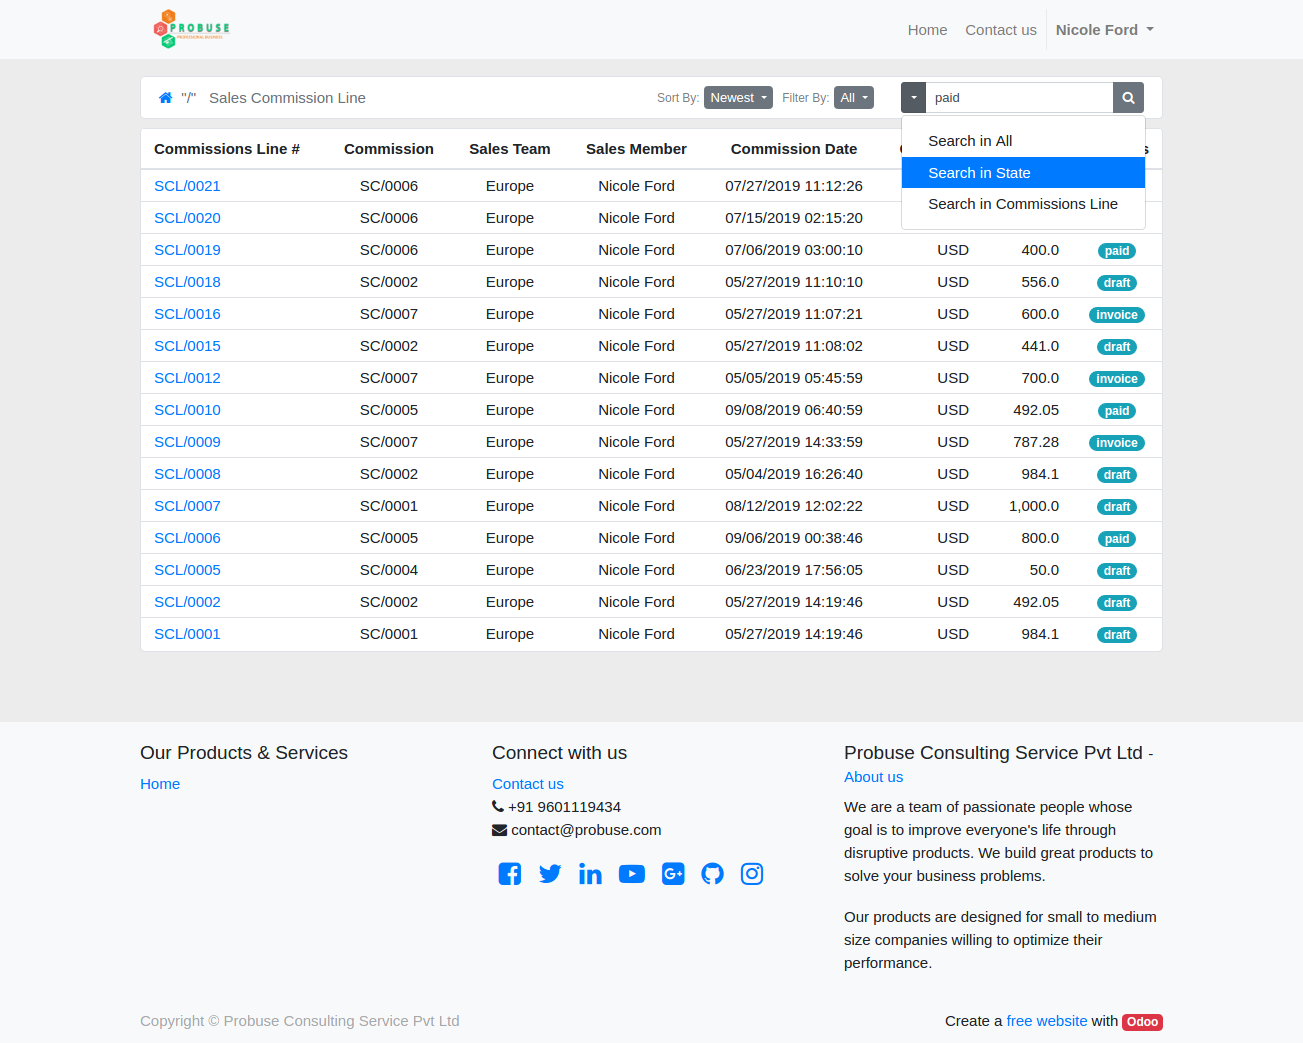 PROBUSE
Home Contact us Nicole Ford
"/" Sales Commission Line Sort By: Newest Filter By: All paid
Search in All
Search in State
Search in Commissions Line
Commissions Line # Commission Sales Team Sales Member Commission Date
SCL/0021 SC/0006 Europe Nicole Ford 07/27/2019 11:12:26
SCL/0020 SC/0006 Europe Nicole Ford 07/15/2019 02:15:20
SCL/0019 SC/0006 Europe Nicole Ford 07/06/2019 03:00:10 USD 400.0 paid
SCL/0018 SC/0002 Europe Nicole Ford 05/27/2019 11:10:10 USD 556.0 draft
SCL/0016 SC/0007 Europe Nicole Ford 05/27/2019 11:07:21 USD 600.0 invoice
SCL/0015 SC/0002 Europe Nicole Ford 05/27/2019 11:08:02 USD 441.0 draft
SCL/0012 SC/0007 Europe Nicole Ford 05/05/2019 05:45:59 USD 700.0 invoice
SCL/0010 SC/0005 Europe Nicole Ford 09/08/2019 06:40:59 USD 492.05 paid
SCL/0009 SC/0007 Europe Nicole Ford 05/27/2019 14:33:59 USD 787.28 invoice
SCL/0008 SC/0002 Europe Nicole Ford 05/04/2019 16:26:40 USD 984.1 draft
SCL/0007 SC/0001 Europe Nicole Ford 08/12/2019 12:02:22 USD 1,000.0 draft
SCL/0006 SC/0005 Europe Nicole Ford 09/06/2019 00:38:46 USD 800.0 paid
SCL/0005 SC/0004 Europe Nicole Ford 06/23/2019 17:56:05 USD 50.0 draft
SCL/0002 SC/0002 Europe Nicole Ford 05/27/2019 14:19:46 USD 492.05 draft
SCL/0001 SC/0001 Europe Nicole Ford 05/27/2019 14:19:46 USD 984.1 draft
Our Products & Services
Home
Connect with us
Contact us
+91 9601119434
contact@probuse.com
Probuse Consulting Service Pvt Ltd -
About us
We are a team of passionate people whose
goal is to improve everyone's life through
disruptive products. We build great products to
solve your business problems.
Our products are designed for small to medium
size companies willing to optimize their
performance.
Copyright © Probuse Consulting Service Pvt Ltd
Create a free website with Odoo